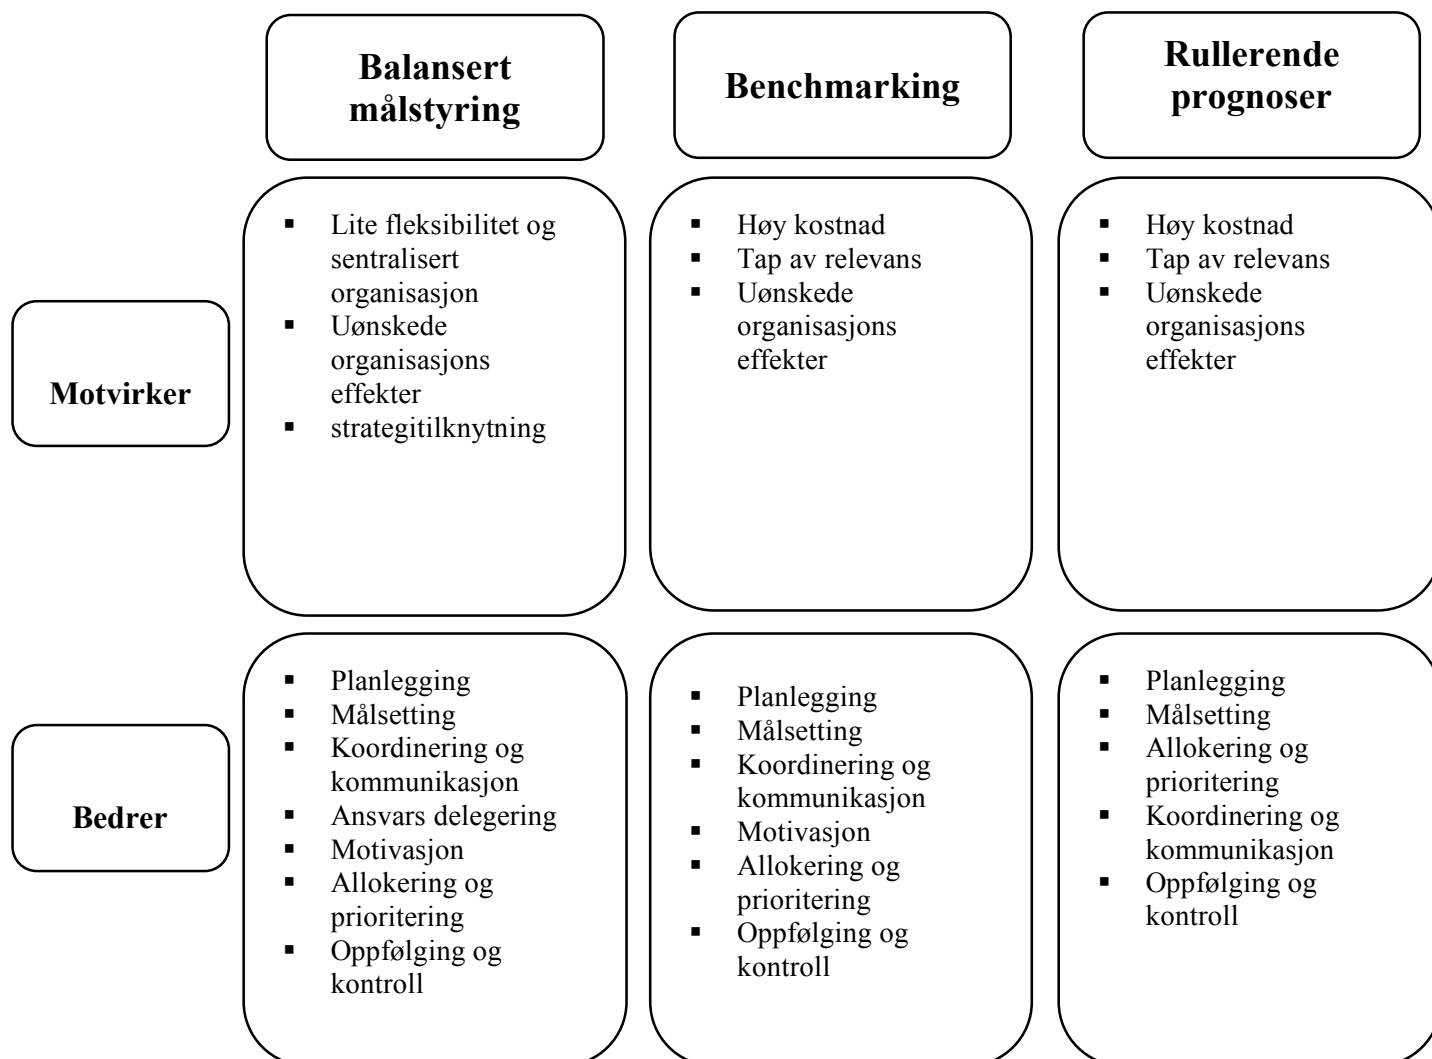 Balansert
målstyring
Benchmarking
Rullerende
prognoser
Motvirker
▪ Lite fleksibilitet og
sentralisert
organisasjon
▪ Uønskede
organisasjons
effekter
▪ strategitilknytning
▪ Høy kostnad
▪ Tap av relevans
▪ Uønskede
organisasjons
effekter
▪ Høy kostnad
▪ Tap av relevans
▪ Uønskede
organisasjons
effekter
Bedrer
▪ Planlegging
▪ Målsetting
▪ Koordinering og
kommunikasjon
▪ Ansvars delegering
▪ Motivasjon
▪ Allokering og
prioritering
▪ Oppfølging og
kontroll
▪ Planlegging
▪ Målsetting
▪ Koordinering og
kommunikasjon
▪ Motivasjon
▪ Allokering og
prioritering
▪ Oppfølging og
kontroll
▪ Planlegging
▪ Målsetting
▪ Allokering og
prioritering
▪ Koordinering og
kommunikasjon
▪ Oppfølging og
kontroll